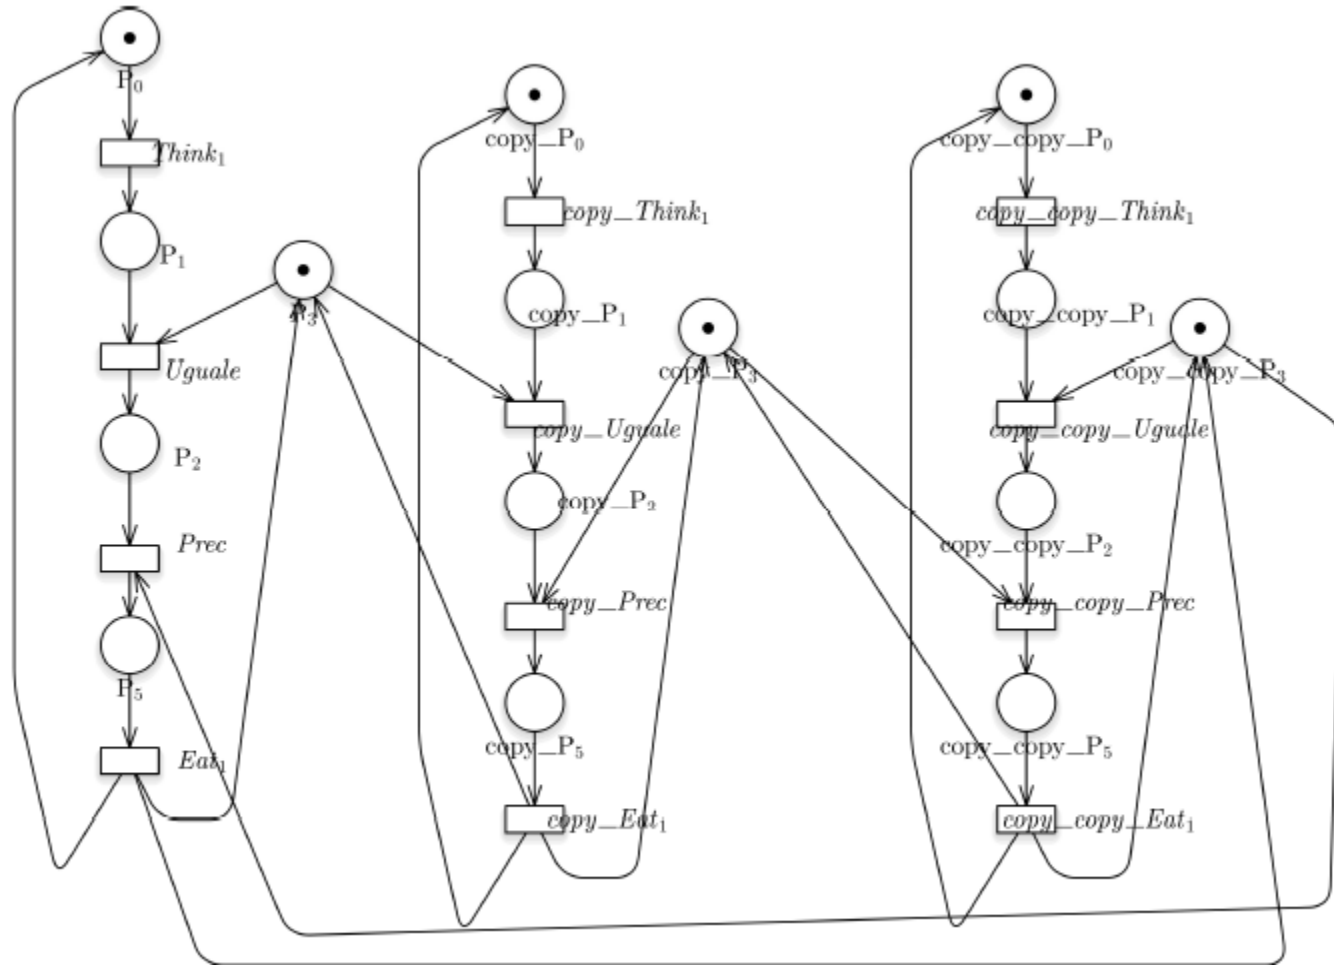 P₀
Think₁
P₁
P₃
Uguale
P₂
Prec
P₅
Eat₁
copy_P₀
copy_Think₁
copy_P₁
copy_P₃
copy_Uguale
copy_P₂
copy_Prec
copy_P₅
copy_Eat₁
copy_copy_P₀
copy_copy_Think₁
copy_copy_P₁
copy_copy_P₃
copy_copy_Uguale
copy_copy_P₂
copy_copy_Prec
copy_copy_P₅
copy_copy_Eat₁